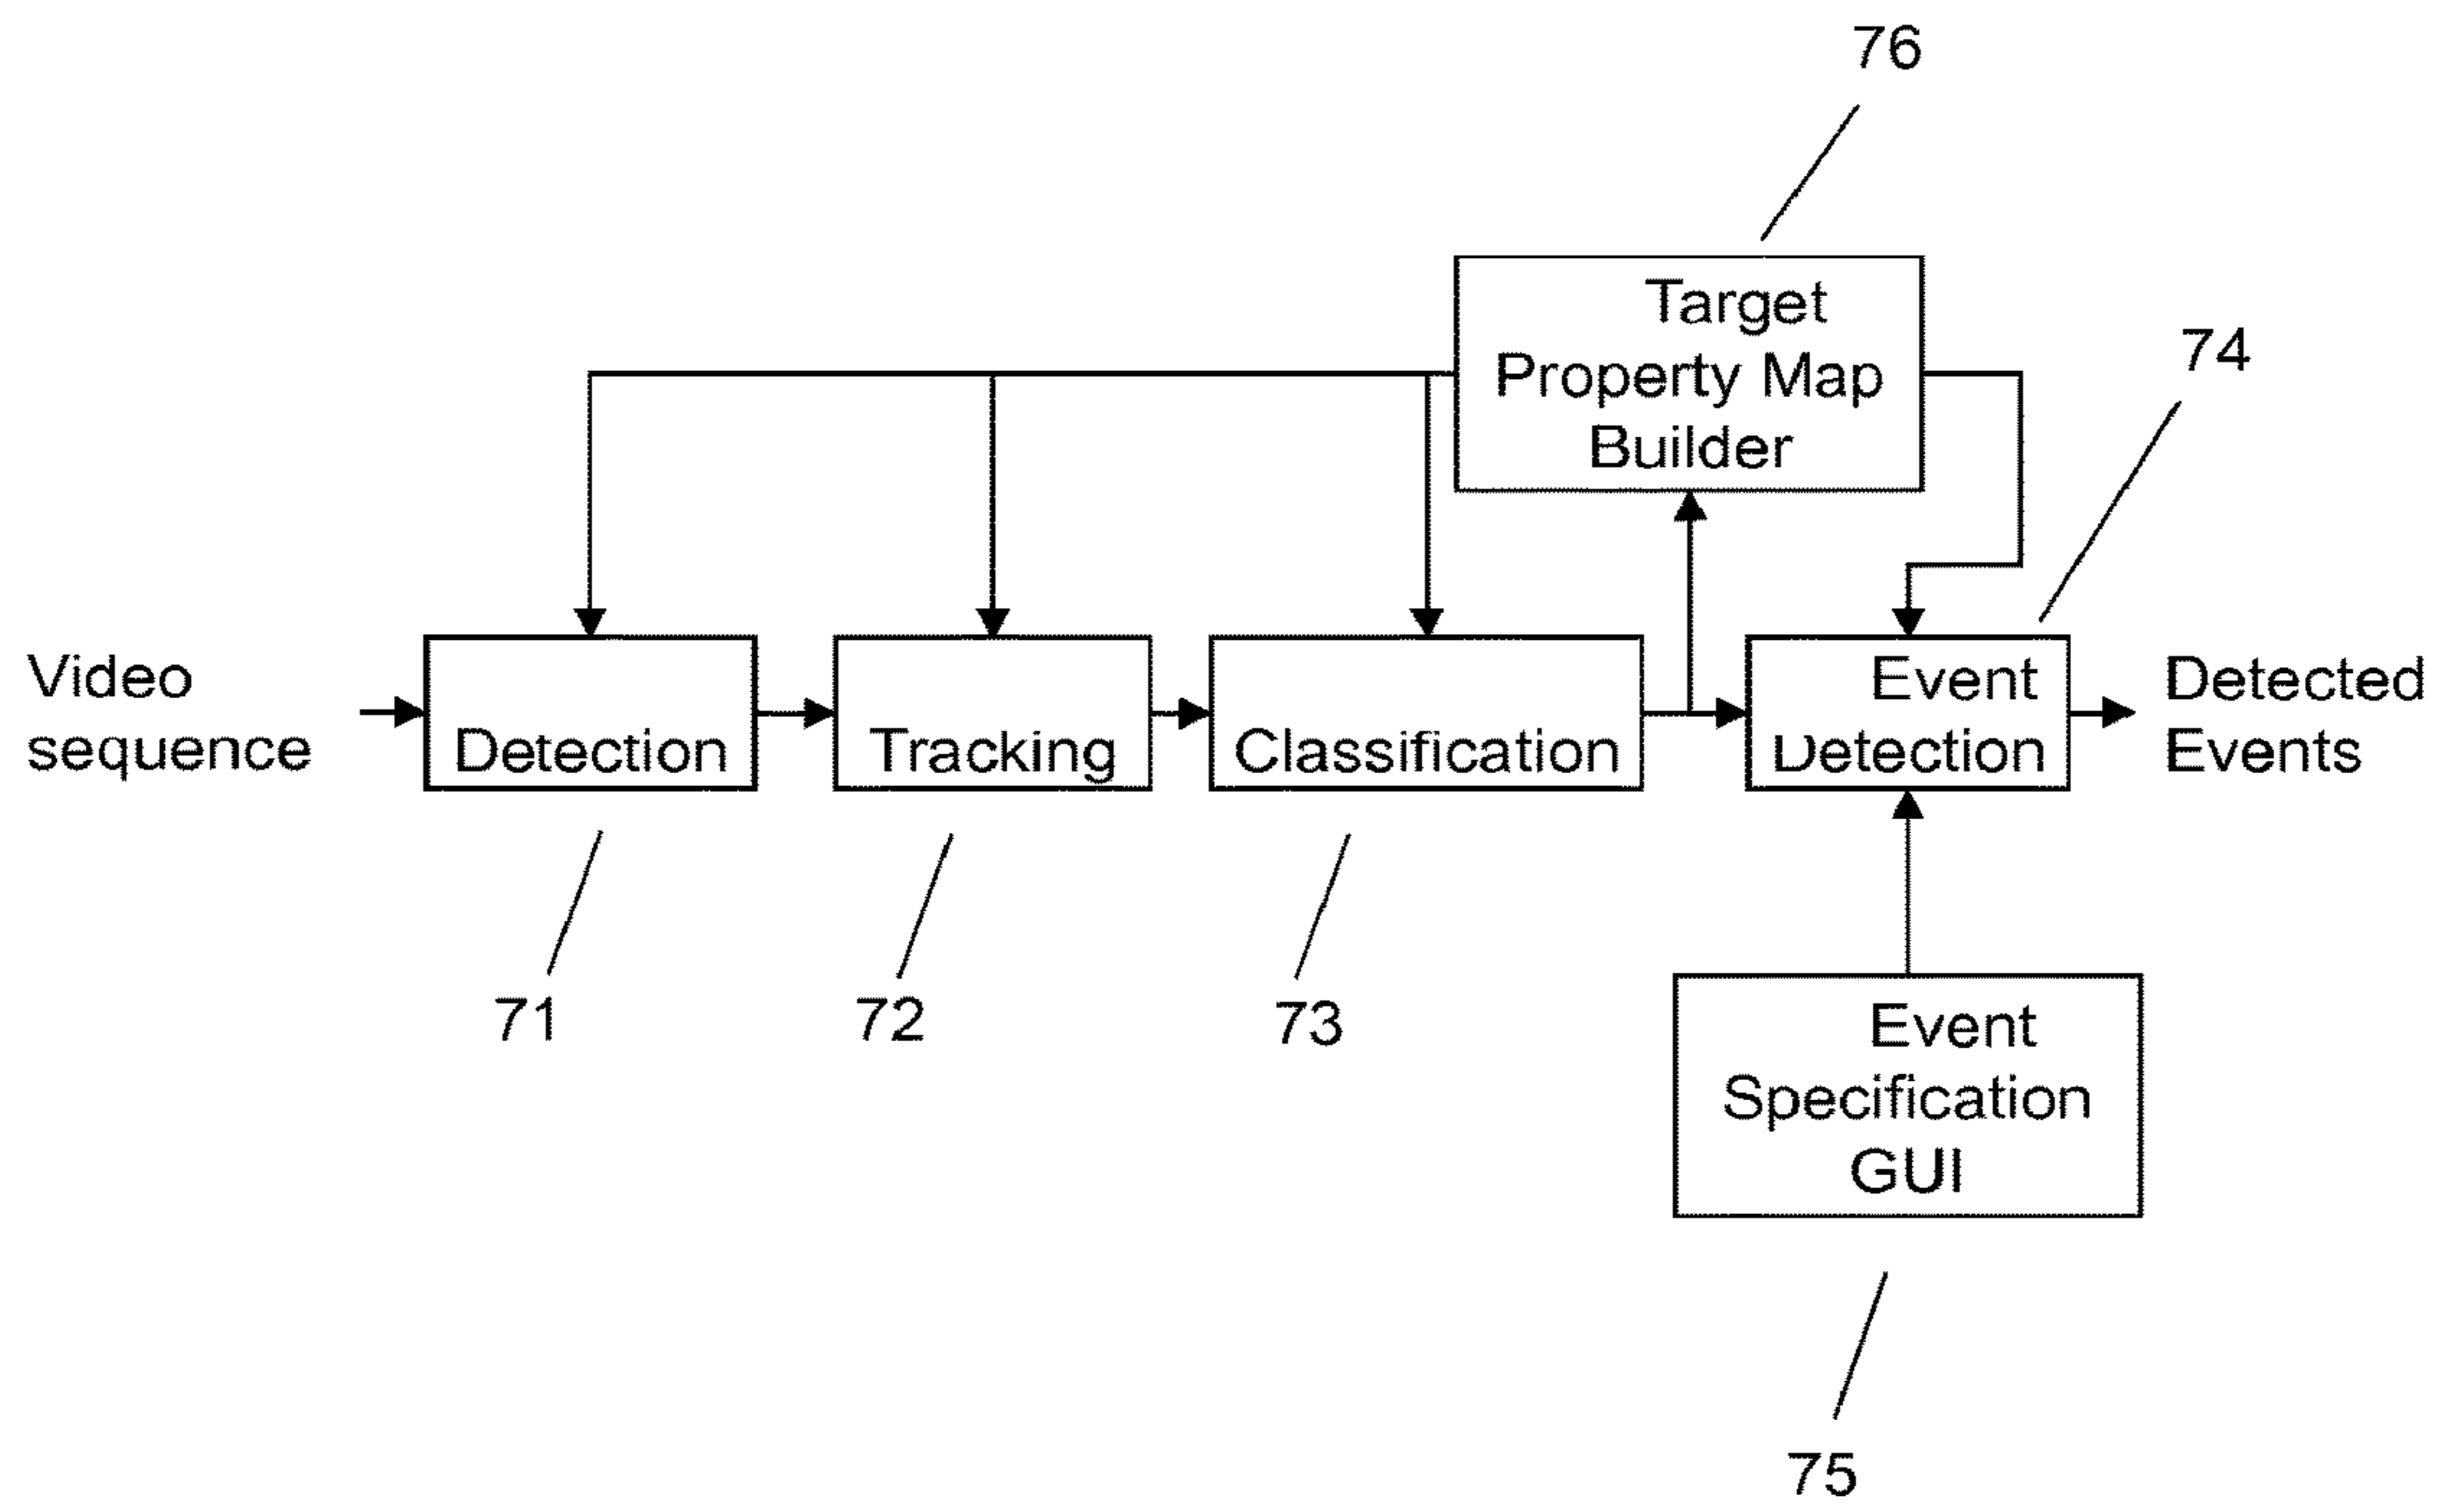 76
Target
Property Map
Builder
74
Video
sequence
Detection
Tracking
Classification
Event
Detection
Detected
Events
71
72
73
Event
Specification
GUI
75